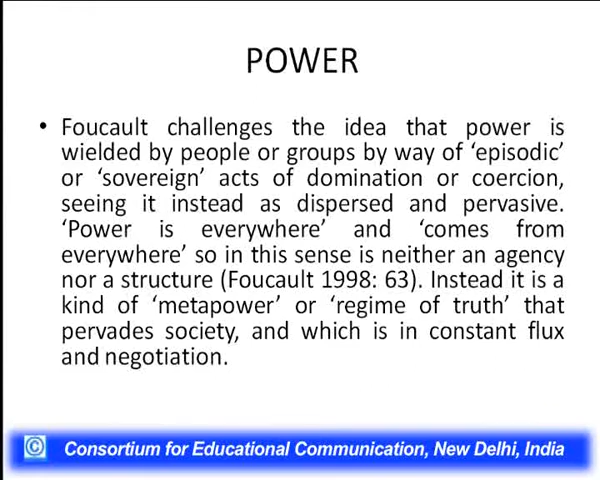 POWER
• Foucault challenges the idea that power is
wielded by people or groups by way of ‘episodic’
or ‘sovereign’ acts of domination or coercion,
seeing it instead as dispersed and pervasive.
‘Power is everywhere’ and ‘comes from
everywhere’ so in this sense is neither an agency
nor a structure (Foucault 1998: 63). Instead it is a
kind of ‘metapower’ or ‘regime of truth’ that
pervades society, and which is in constant flux
and negotiation.
© Consortium for Educational Communication, New Delhi, India